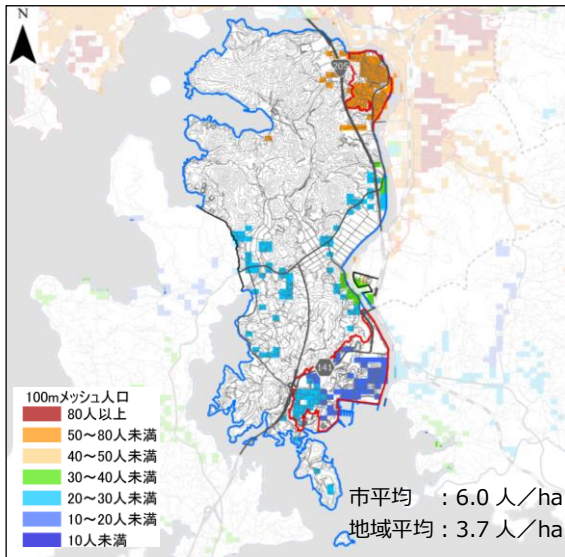 N
205
141
100mメッシュ人口
80人以上
50～80人未満
40～50人未満
30～40人未満
20～30人未満
10～20人未満
10人未満
市平均　：6.0 人／ha
地域平均：3.7 人／ha